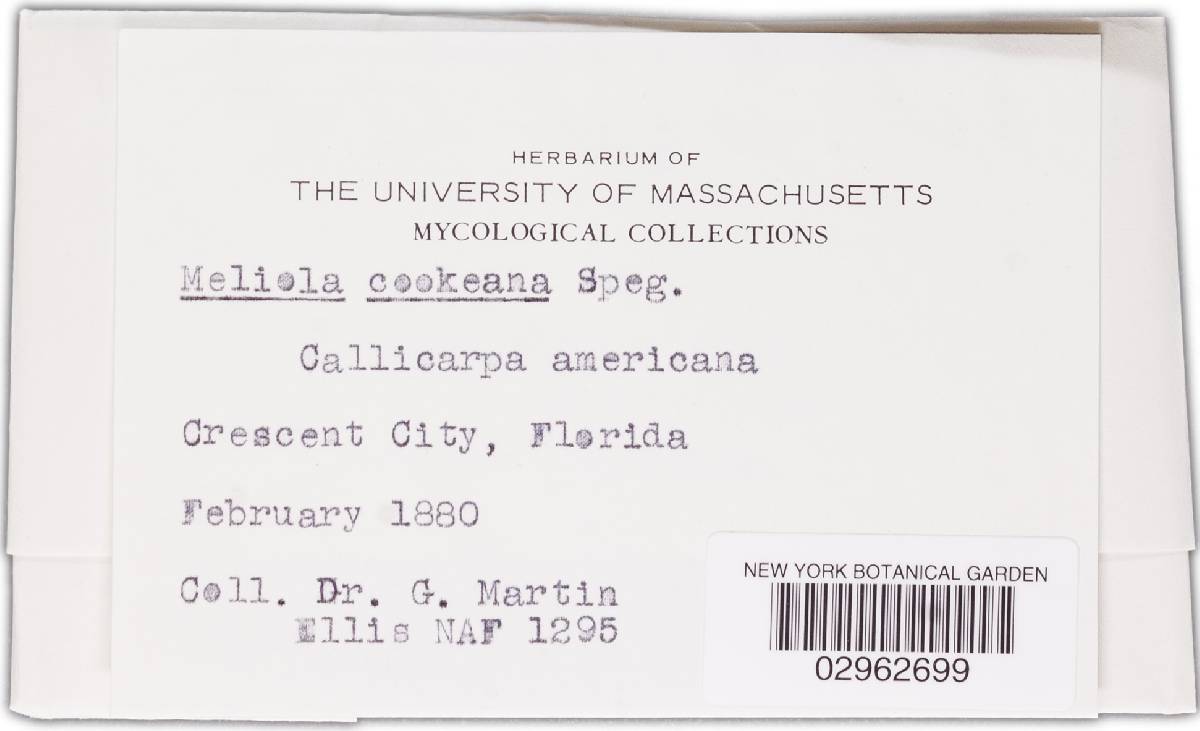 HERBARIUM OF
THE UNIVERSITY OF MASSACHUSETTS
MYCOLOGICAL COLLECTIONS
Meliola cookeana Speg.
Callicarpa americana
Crescent City, Florida
February 1880
Coll. Dr. G. Martin
Ellis NAF 1295
NEW YORK BOTANICAL GARDEN
02962699